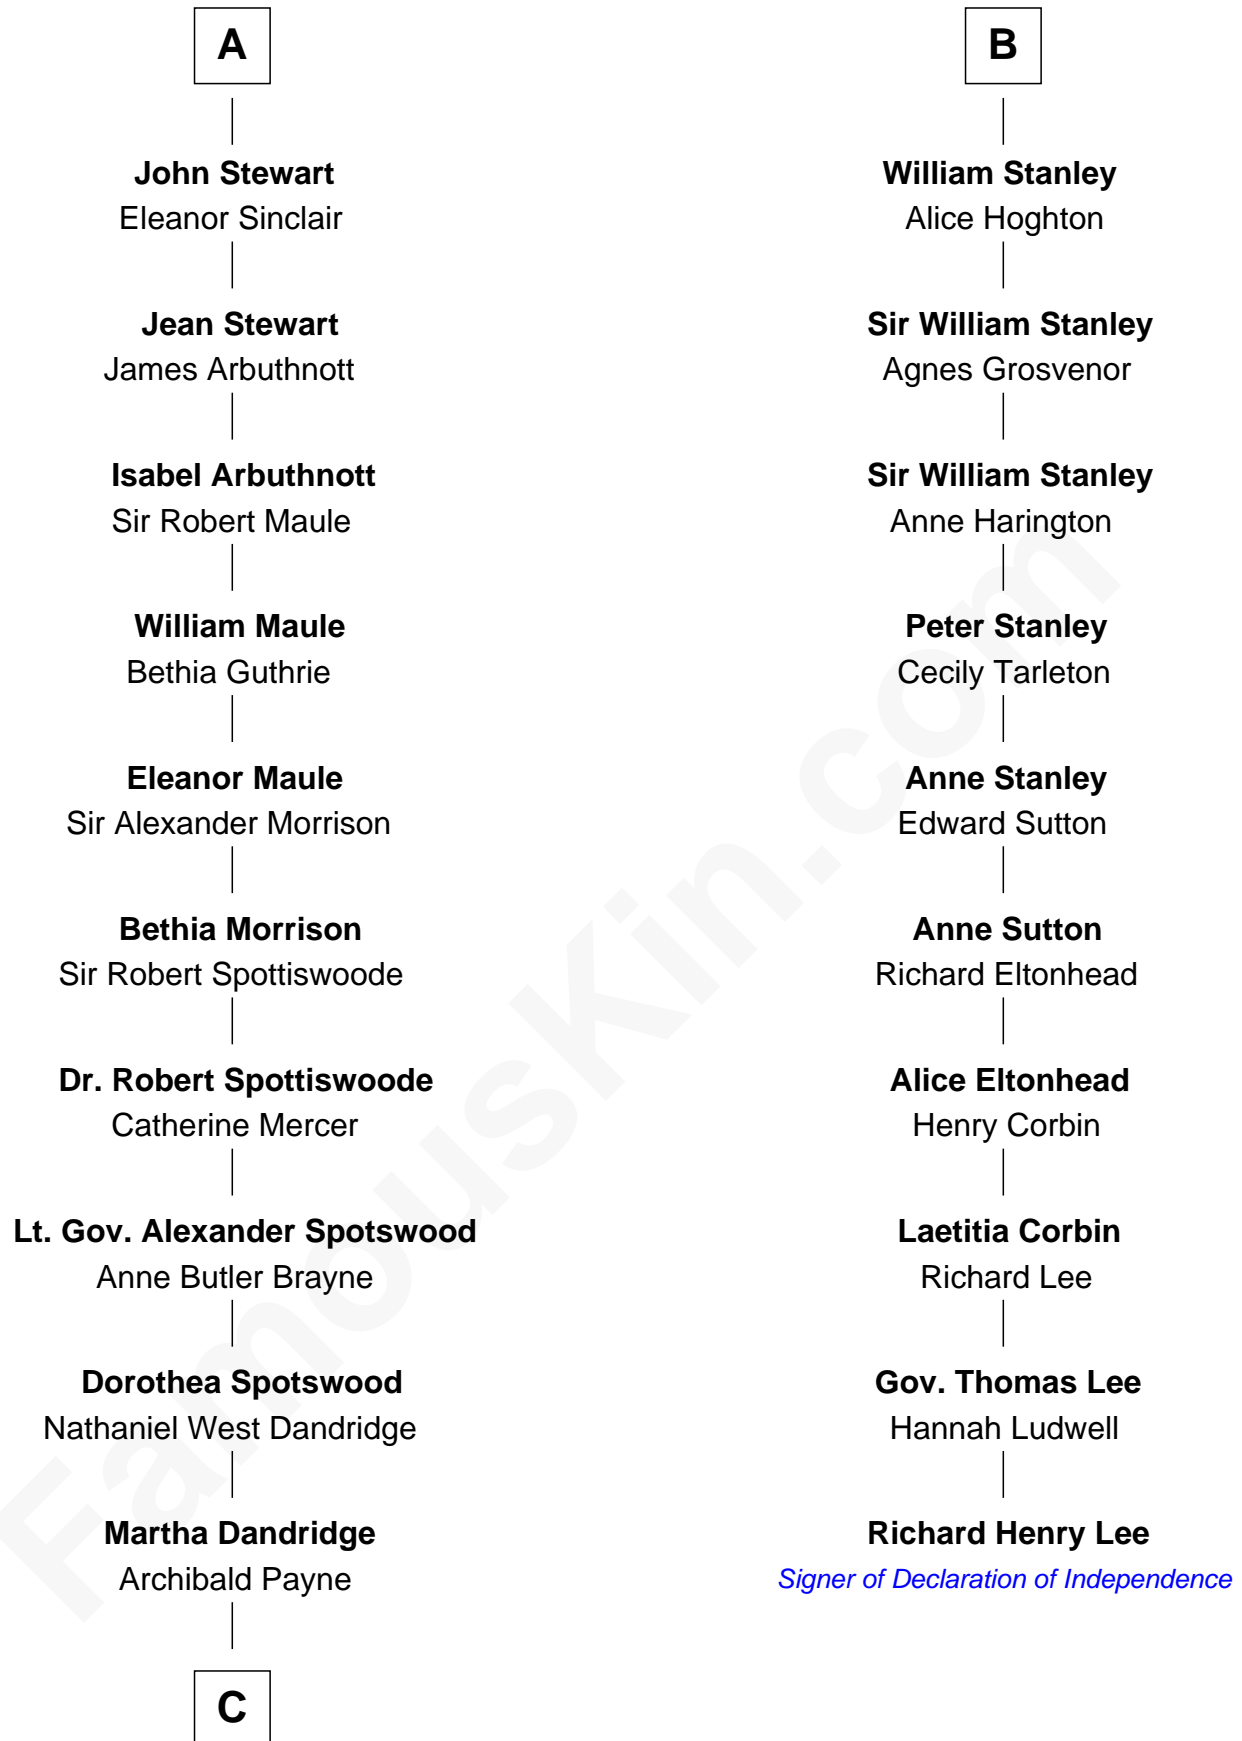 A
John Stewart
Eleanor Sinclair
Jean Stewart
James Arbuthnott
Isabel Arbuthnott
Sir Robert Maule
William Maule
Bethia Guthrie
Eleanor Maule
Sir Alexander Morrison
Bethia Morrison
Sir Robert Spottiswoode
Dr. Robert Spottiswoode
Catherine Mercer
Lt. Gov. Alexander Spotswood
Anne Butler Brayne
Dorothea Spotswood
Nathaniel West Dandridge
Martha Dandridge
Archibald Payne
C
B
William Stanley
Alice Hoghton
Sir William Stanley
Agnes Grosvenor
Sir William Stanley
Anne Harington
Peter Stanley
Cecily Tarleton
Anne Stanley
Edward Sutton
Anne Sutton
Richard Eltonhead
Alice Eltonhead
Henry Corbin
Laetitia Corbin
Richard Lee
Gov. Thomas Lee
Hannah Ludwell
Richard Henry Lee
Signer of Declaration of Independence
FamousKin.com